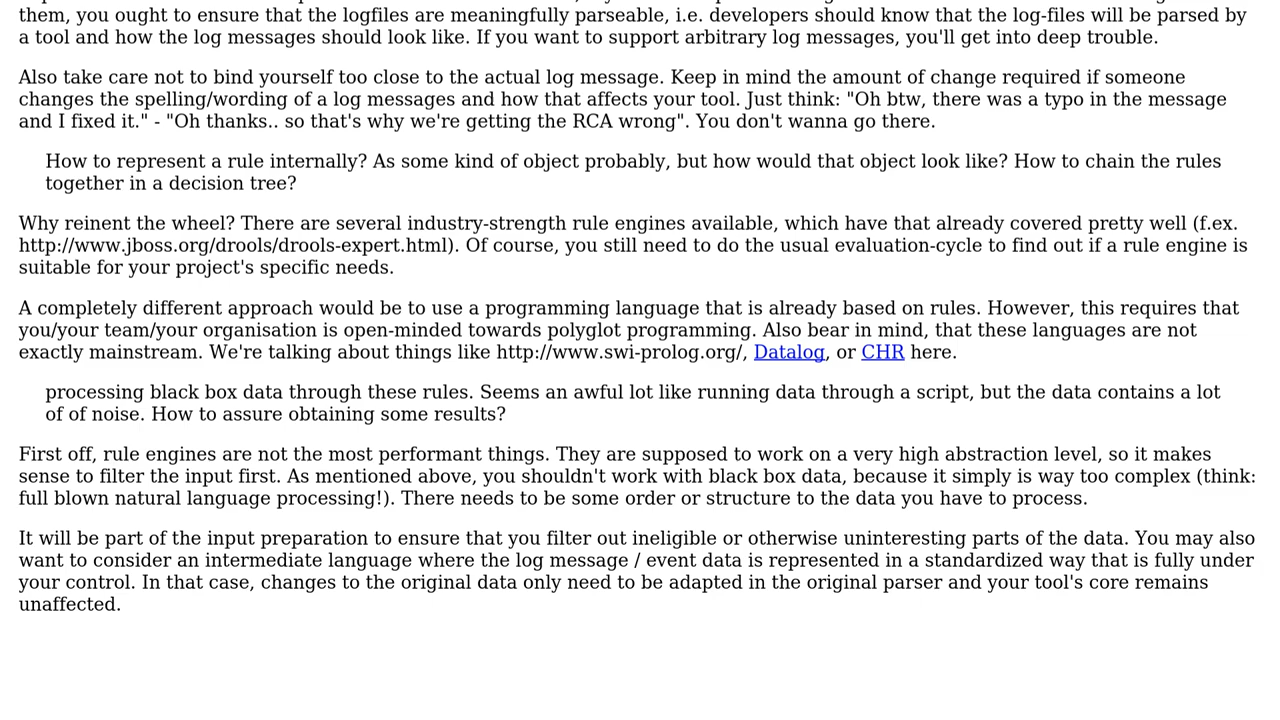 them, you ought to ensure that the logfiles are meaningfully parseable, i.e. developers should know that the log-files will be parsed by
a tool and how the log messages should look like. If you want to support arbitrary log messages, you'll get into deep trouble.
Also take care not to bind yourself too close to the actual log message. Keep in mind the amount of change required if someone
changes the spelling/wording of a log messages and how that affects your tool. Just think: "Oh btw, there was a typo in the message
and I fixed it." - "Oh thanks.. so that's why we're getting the RCA wrong". You don't wanna go there.
How to represent a rule internally? As some kind of object probably, but how would that object look like? How to chain the rules
together in a decision tree?
Why reinent the wheel? There are several industry-strength rule engines available, which have that already covered pretty well (f.ex.
http://www.jboss.org/drools/drools-expert.html). Of course, you still need to do the usual evaluation-cycle to find out if a rule engine is
suitable for your project's specific needs.
A completely different approach would be to use a programming language that is already based on rules. However, this requires that
you/your team/your organisation is open-minded towards polyglot programming. Also bear in mind, that these languages are not
exactly mainstream. We're talking about things like http://www.swi-prolog.org/, Datalog, or CHR here.
processing black box data through these rules. Seems an awful lot like running data through a script, but the data contains a lot
of of noise. How to assure obtaining some results?
First off, rule engines are not the most performant things. They are supposed to work on a very high abstraction level, so it makes
sense to filter the input first. As mentioned above, you shouldn't work with black box data, because it simply is way too complex (think:
full blown natural language processing!). There needs to be some order or structure to the data you have to process.
It will be part of the input preparation to ensure that you filter out ineligible or otherwise uninteresting parts of the data. You may also
want to consider an intermediate language where the log message / event data is represented in a standardized way that is fully under
your control. In that case, changes to the original data only need to be adapted in the original parser and your tool's core remains
unaffected.